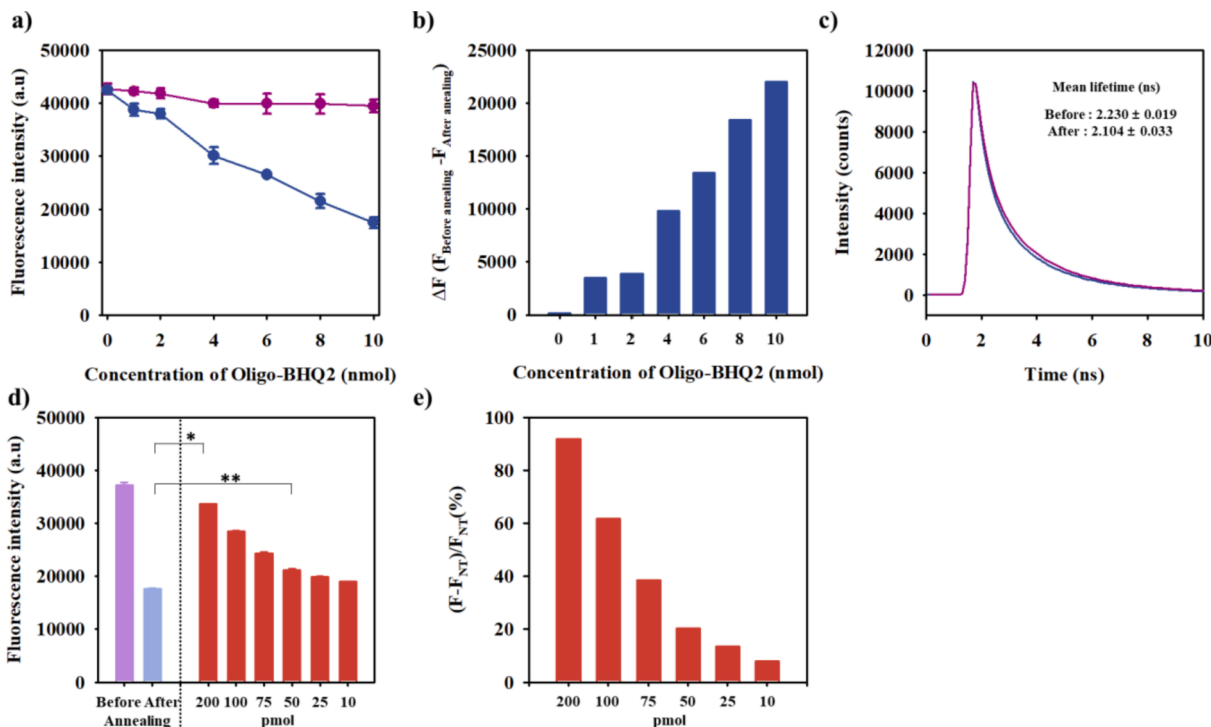 a)
50000
40000
30000
20000
10000
0
Fluorescence intensity (a.u)
0 2 4 6 8 10
Concentration of Oligo-BHQ2 (nmol)
b)
25000
20000
15000
10000
5000
0
ΔF (FBefore anealing -FAfter anealing)
0 1 2 4 6 8 10
Concentration of Oligo-BHQ2 (nmol)
c)
12000
10000
8000
6000
4000
2000
0
Intensity (counts)
Mean lifetime (ns)
Before : 2.230 ± 0.019
After : 2.104 ± 0.033
0 2 4 6 8 10
Time (ns)
d)
50000
40000
30000
20000
10000
0
Fluorescence intensity (a.u)
*
**
Before After
Annealing
200 100 75 50 25 10
pmol
e)
100
80
60
40
20
0
(F-FNT)/FNT(%)
200 100 75 50 25 10
pmol